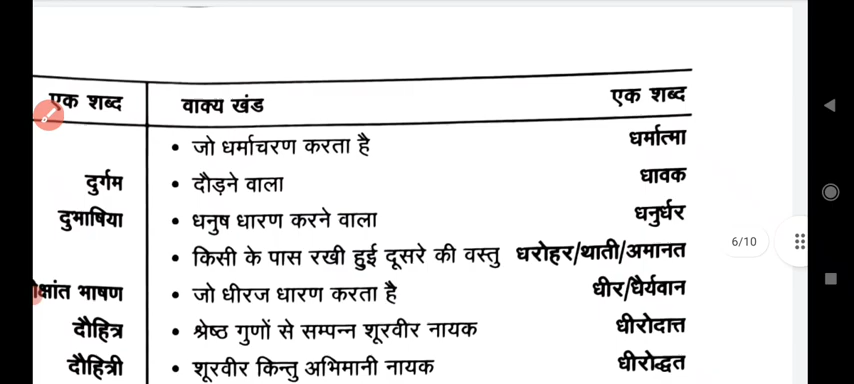 एक शब्द वाक्य खंड एक शब्द
• जो धर्माचरण करता है धर्मात्मा
दुर्गम • दौड़ने वाला धावक
दुभाषिया • धनुष धारण करने वाला धनुर्धर
• किसी के पास रखी हुई दूसरे की वस्तु धरोहर/थाती/अमानत
भाषण • जो धीरज धारण करता है धीर/धैर्यवान
दौहित्र • श्रेष्ठ गुणों से सम्पन्न शूरवीर नायक धीरोदात्त
दौहित्री • शूरवीर किन्तु अभिमानी नायक धीरोद्धत
6/10